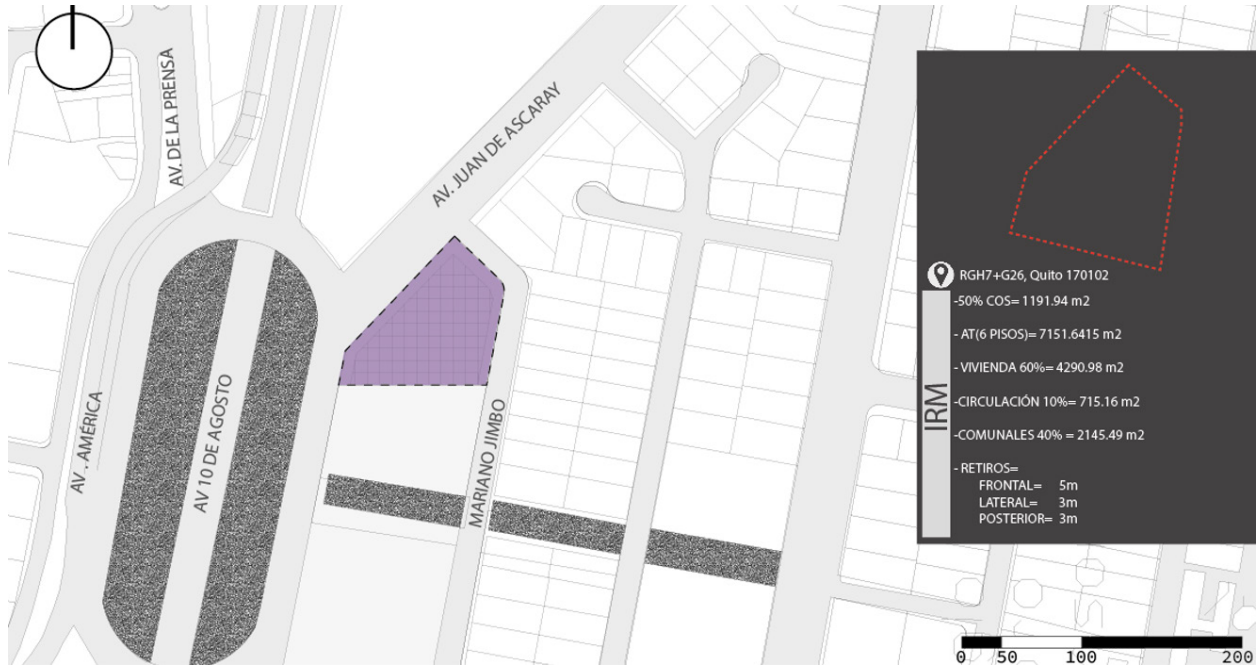 AV. DE LA PRENSA
AV. JUAN DE ASCARAY
AV. . AMÉRICA
AV 10 DE AGOSTO
MARIANO JIMBO
RGH7+G26, Quito 170102
IRM
-50% COS= 1191.94 m2
- AT(6 PISOS)= 7151.6415 m2
- VIVIENDA 60%= 4290.98 m2
-CIRCULACIÓN 10%= 715.16 m2
-COMUNALES 40% = 2145.49 m2
- RETIROS=
FRONTAL= 5m
LATERAL= 3m
POSTERIOR= 3m
0 50 100 200